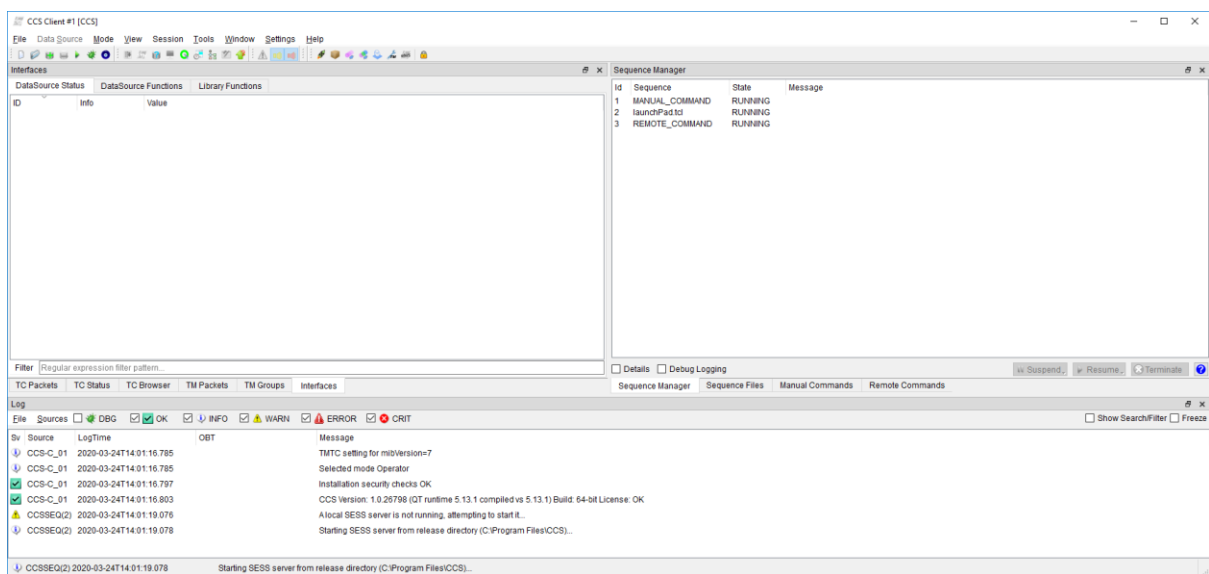 CCS Client #1 [CCS]
File Data Source Mode View Session Tools Window Settings Help
Interfaces
DataSource Status DataSource Functions Library Functions
ID Info Value
Filter Regular expression filter pattern...
TC Packets TC Status TC Browser TM Packets TM Groups Interfaces
Sequence Manager
Id Sequence State Message
1 MANUAL_COMMAND RUNNING
2 launchPad.tcl RUNNING
3 REMOTE_COMMAND RUNNING
Details Debug Logging Suspend, Resume, Terminate
Sequence Manager Sequence Files Manual Commands Remote Commands
Log
File Sources DBG OK INFO WARN ERROR CRIT Show Search/Filter Freeze
Sv Source LogTime OBT Message
CCS-C_01 2020-03-24T14:01:16.785 TMTC setting for mibVersion=7
CCS-C_01 2020-03-24T14:01:16.785 Selected mode Operator
CCS-C_01 2020-03-24T14:01:16.797 Installation security checks OK
CCS-C_01 2020-03-24T14:01:16.803 CCS Version: 1.0.26798 (QT runtime 5.13.1 compiled vs 5.13.1) Build: 64-bit License: OK
CCSSEQ(2) 2020-03-24T14:01:19.076 A local SESS server is not running, attempting to start it...
CCSSEQ(2) 2020-03-24T14:01:19.078 Starting SESS server from release directory (C:\Program Files\CCS)...
CCSSEQ(2) 2020-03-24T14:01:19.078 Starting SESS server from release directory (C:\Program Files\CCS)...